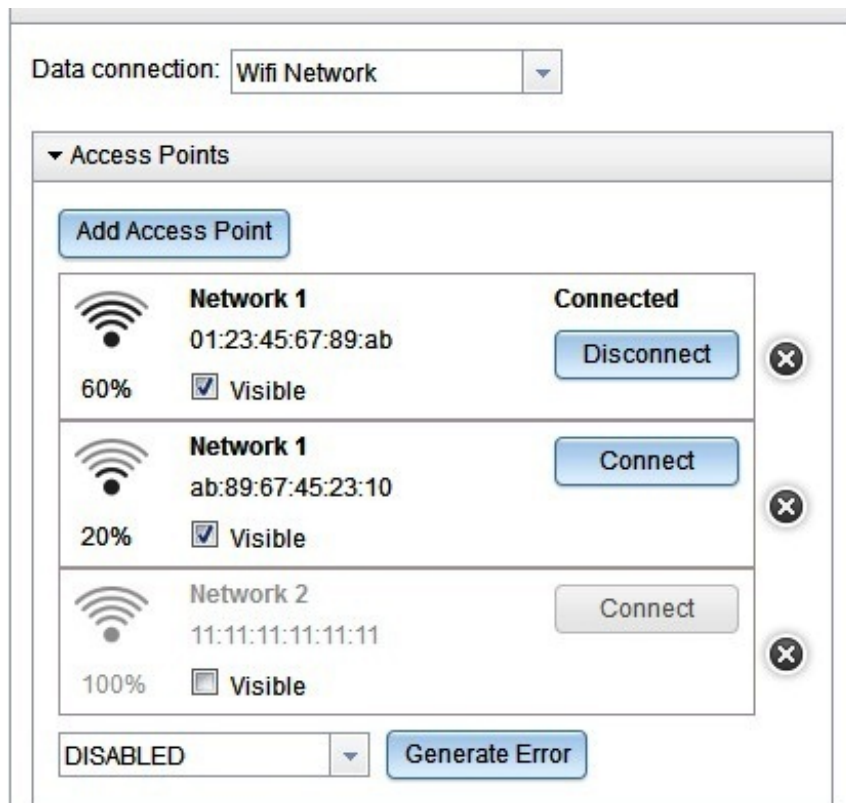 Data connection: Wifi Network
Access Points
Add Access Point
Network 1 Connected
01:23:45:67:89:ab Disconnect
60% Visible
Network 1 Connect
ab:89:67:45:23:10
20% Visible
Network 2 Connect
11:11:11:11:11:11
100% Visible
DISABLED Generate Error